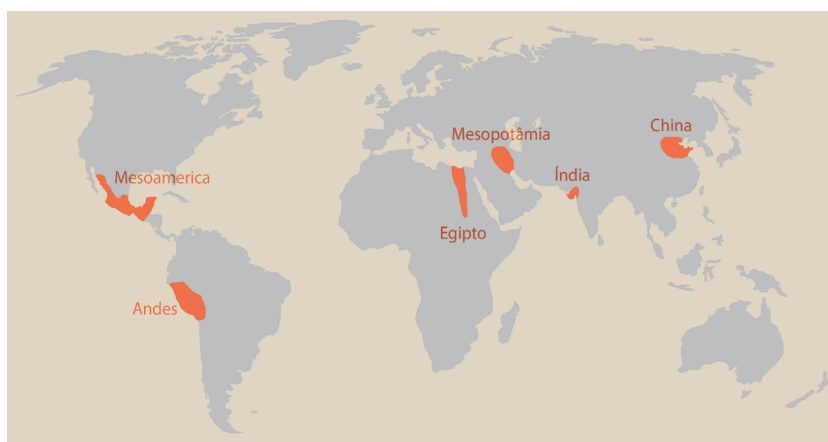 China
Mesopotâmia
Mesoamerica
Índia
Egipto
Andes